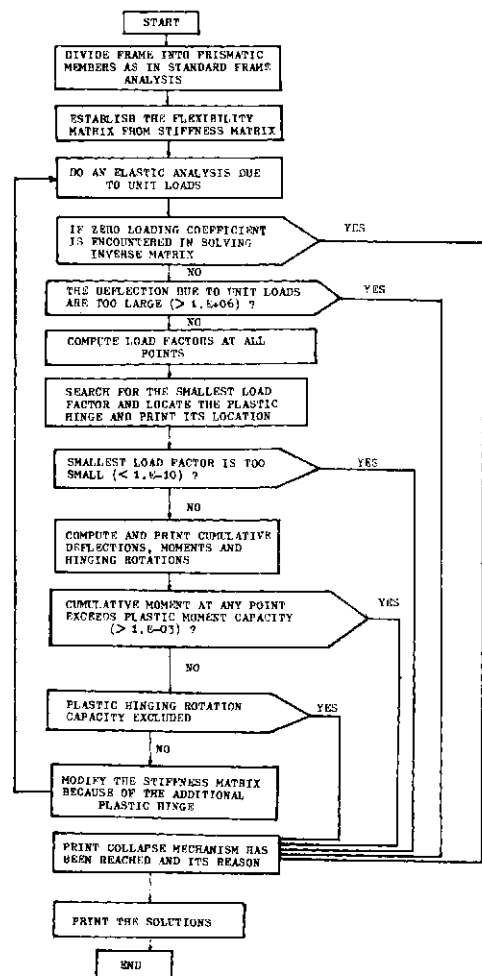 START
DIVIDE FRAME INTO PRISMATIC
MEMBERS AS IN STANDARD FRAME
ANALYSIS
ESTABLISH THE FLEXIBILITY
MATRIX FROM STIFFNESS MATRIX
DO AN ELASTIC ANALYSIS DUE
TO UNIT LOADS
IF ZERO LOADING COEFFICIENT
IS ENCOUNTERED IN SOLVING
INVERSE MATRIX
YES
NO
THE DEFLECTION DUE TO UNIT LOADS
ARE TOO LARGE (> 1.E+06) ?
YES
NO
COMPUTE LOAD FACTORS AT ALL
POINTS
SEARCH FOR THE SMALLEST LOAD
FACTOR AND LOCATE THE PLASTIC
HINGE AND PRINT ITS LOCATION
SMALLEST LOAD FACTOR IS TOO
SMALL (< 1.E-10) ?
YES
NO
COMPUTE AND PRINT CUMULATIVE
DEFLECTIONS, MOMENTS AND
HINGING ROTATIONS
CUMULATIVE MOMENT AT ANY POINT
EXCEEDS PLASTIC MOMENT CAPACITY
(> 1.E-03) ?
YES
NO
PLASTIC HINGING ROTATION
CAPACITY EXCLUDED
YES
NO
MODIFY THE STIFFNESS MATRIX
BECAUSE OF THE ADDITIONAL
PLASTIC HINGE
PRINT COLLAPSE MECHANISM HAS
BEEN REACHED AND ITS REASON
PRINT THE SOLUTIONS
END